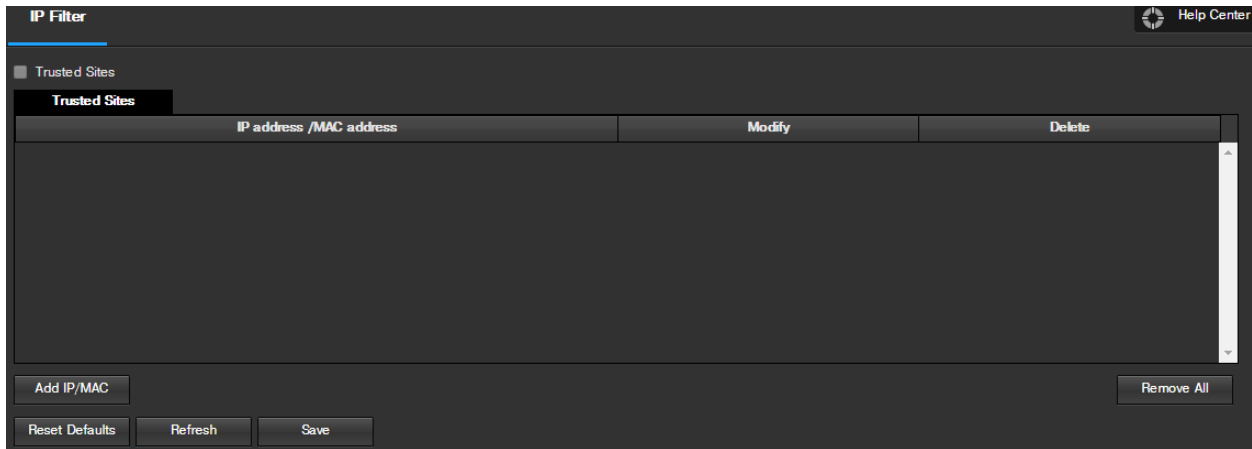 IP Filter
Help Center
Trusted Sites
Trusted Sites
IP address /MAC address Modify Delete
Add IP/MAC
Remove All
Reset Defaults Refresh Save